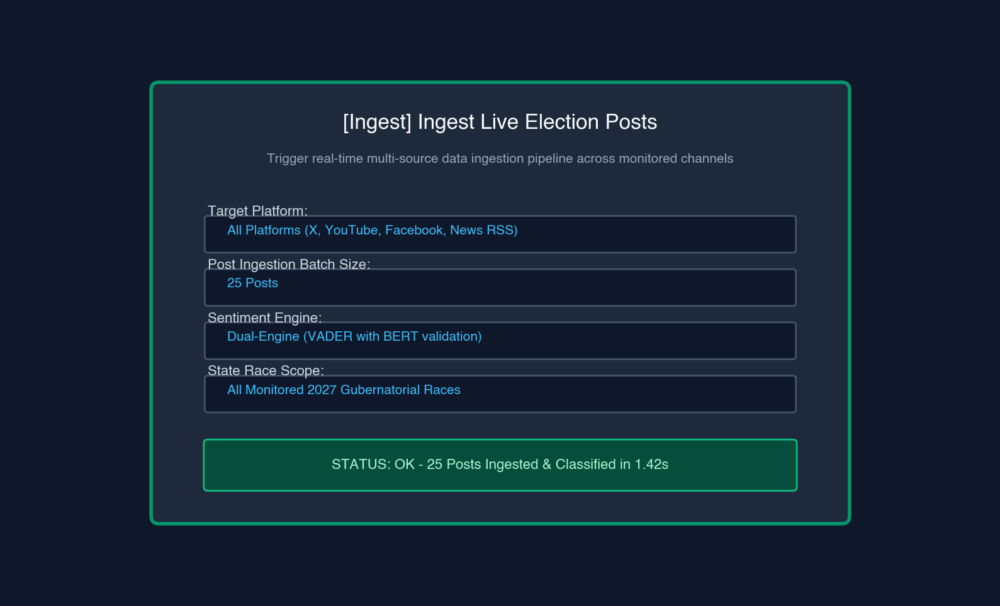 [Ingest] Ingest Live Election Posts
Trigger real-time multi-source data ingestion pipeline across monitored channels
Target Platform:
All Platforms (X, YouTube, Facebook, News RSS)
Post Ingestion Batch Size:
25 Posts
Sentiment Engine:
Dual-Engine (VADER with BERT validation)
State Race Scope:
All Monitored 2027 Gubernatorial Races
STATUS: OK - 25 Posts Ingested & Classified in 1.42s